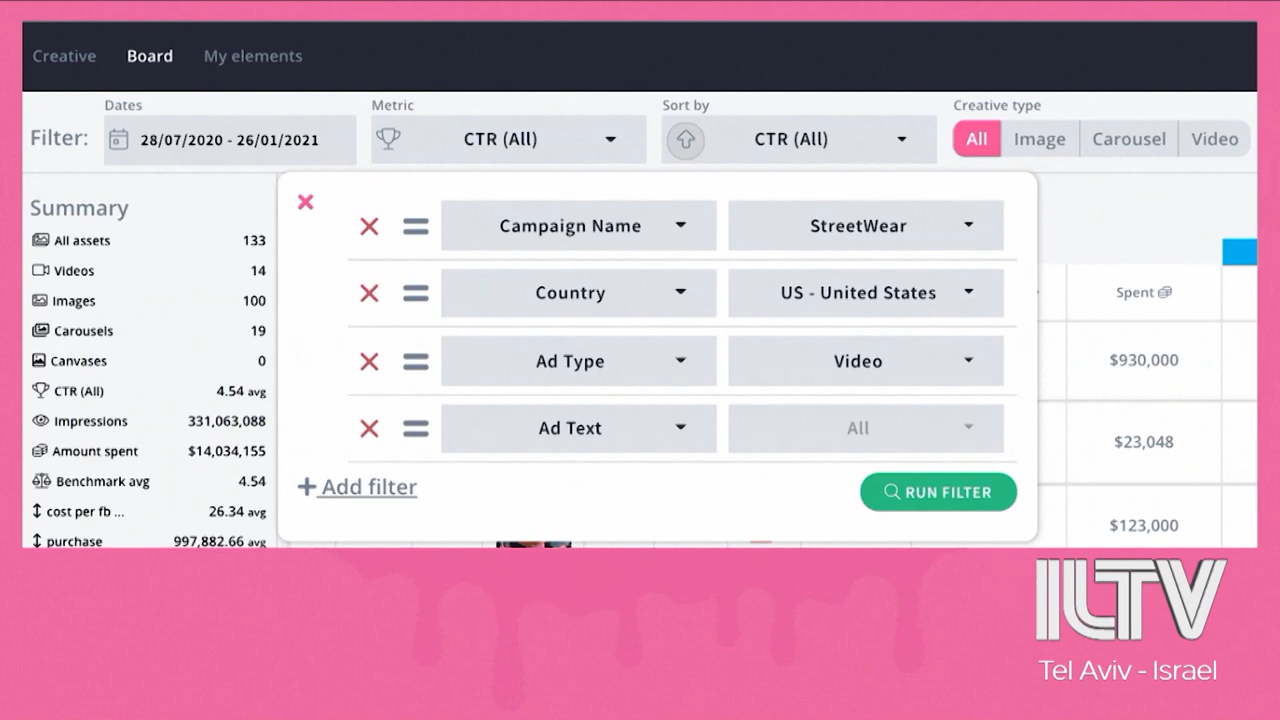 Creative Board My elements
Dates Metric Sort by Creative type
Filter: 28/07/2020 - 26/01/2021 CTR (All) CTR (All) All Image Carousel Video
Summary
All assets 133
Videos 14
Images 100
Carousels 19
Canvases 0
CTR (All) 4.54 avg
Impressions 331,063,088
Amount spent $14,034,155
Benchmark avg 4.54
cost per fb ... 26.34 avg
purchase 997,882.66 avg
Campaign Name StreetWear
Country US - United States
Ad Type Video
Ad Text All
+ Add filter RUN FILTER
Spent
$930,000
$23,048
$123,000
ILTV
Tel Aviv - Israel